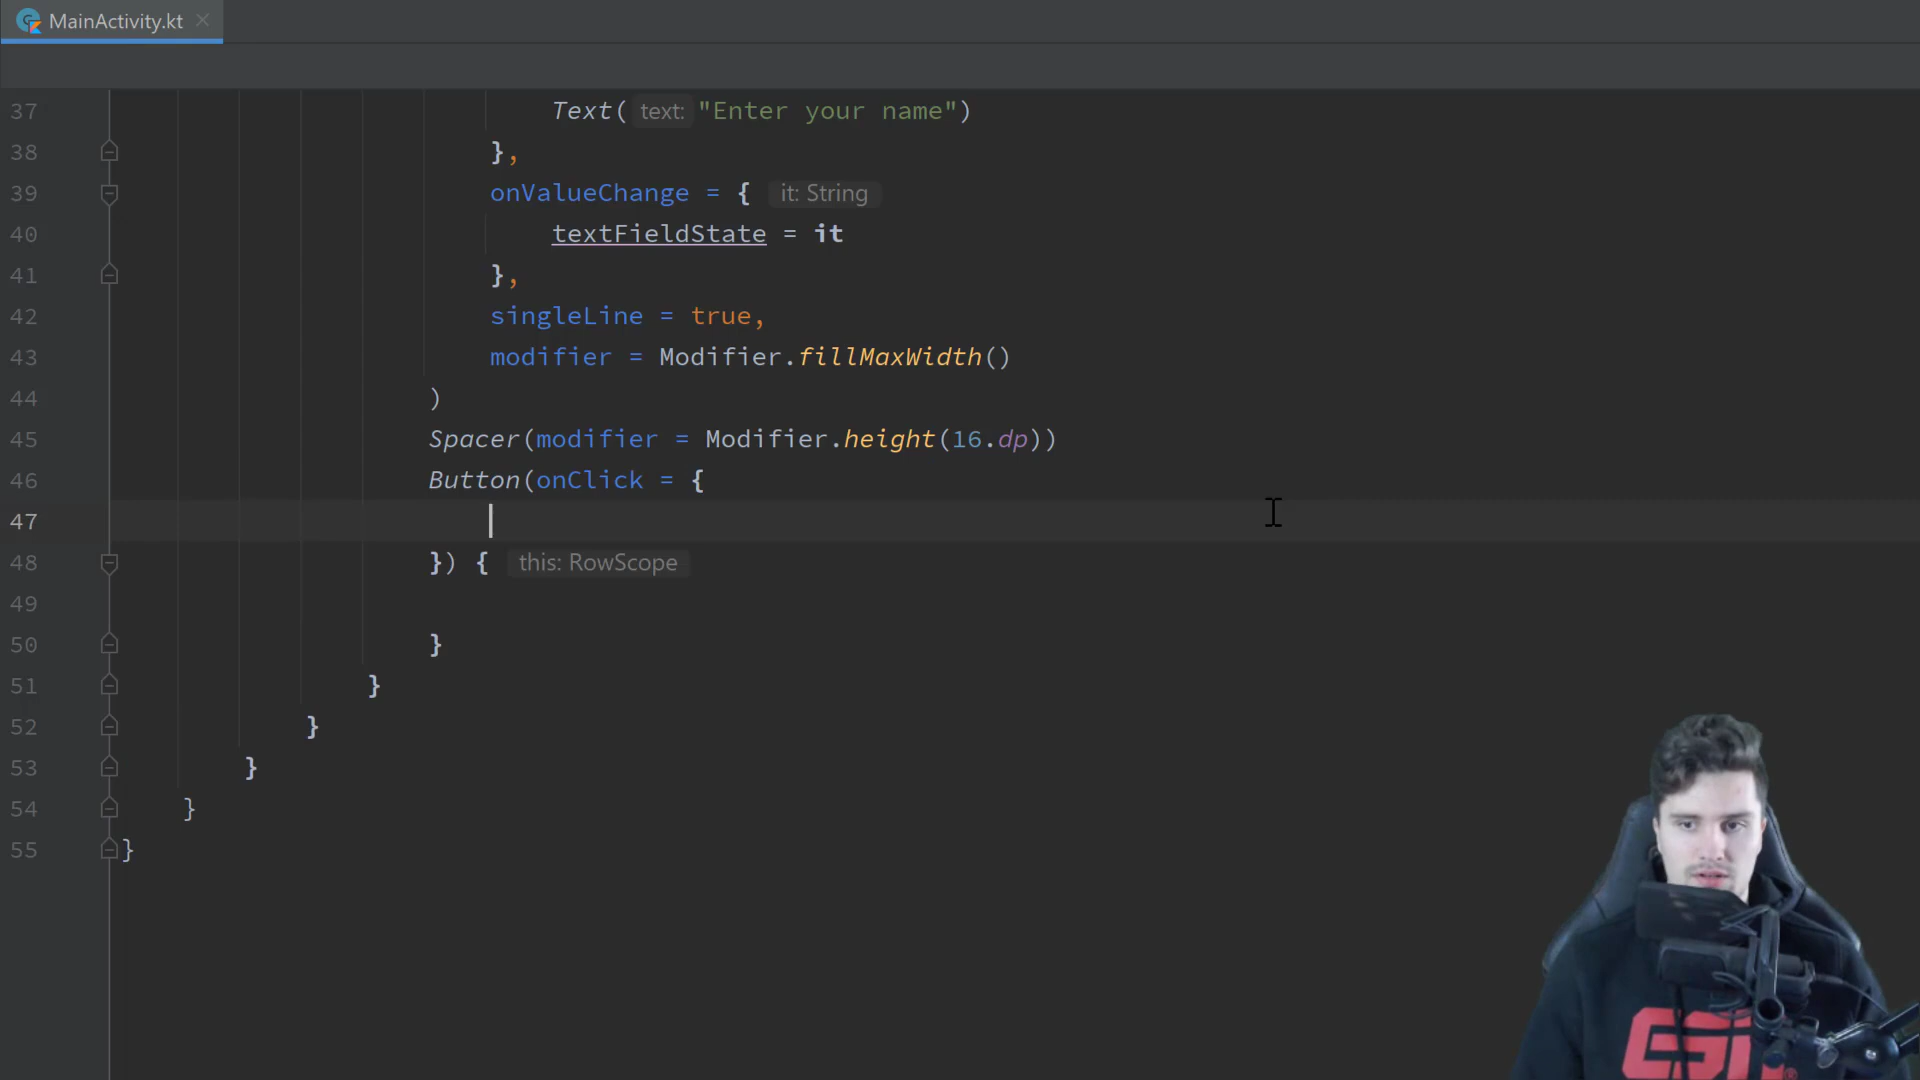 MainActivity.kt
37 Text( text: "Enter your name")
38 },
39 onValueChange = { it: String
40 textFieldState = it
41 },
42 singleLine = true,
43 modifier = Modifier.fillMaxWidth()
44 )
45 Spacer(modifier = Modifier.height(16.dp))
46 Button(onClick = {
47
48 }) { this: RowScope
49
50 }
51 }
52 }
53 }
54 }
55 }